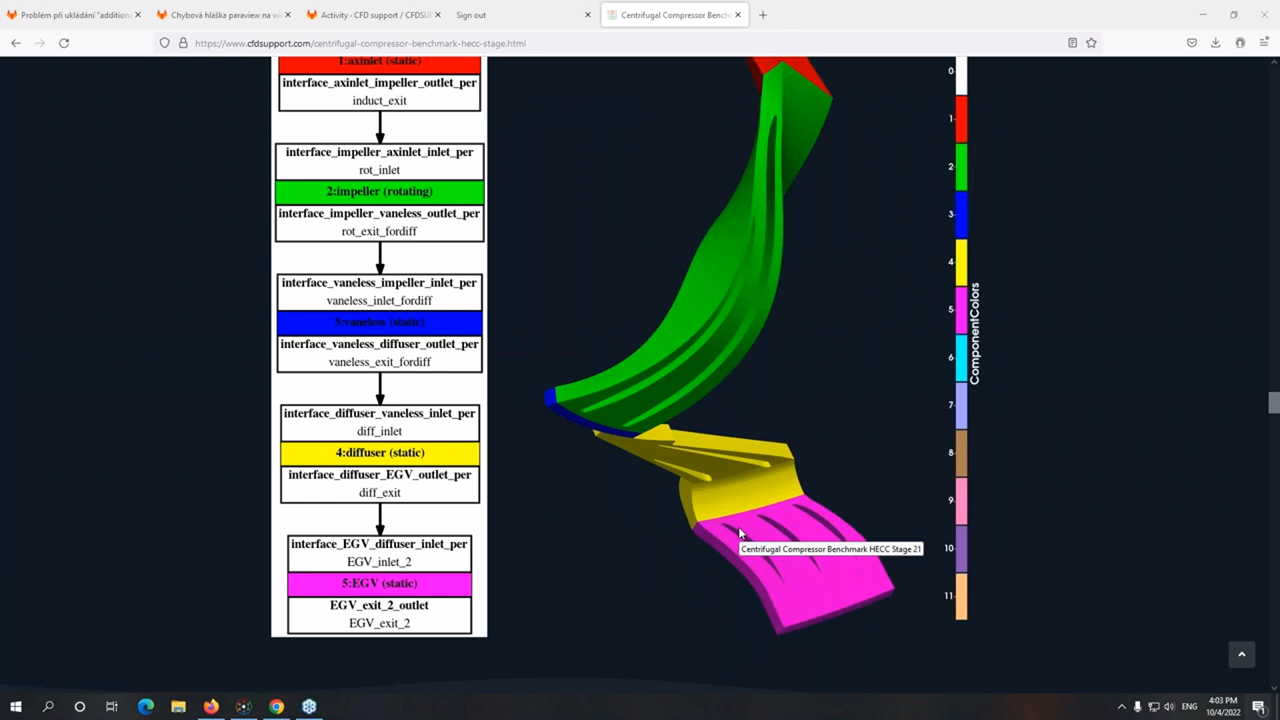 Problém při ukládání "addition
Chybová hláška paraview na wi
Activity - CFD support / CFDSU
Sign out
Centrifugal Compressor Bench
https://www.cfdsupport.com/centrifugal-compressor-benchmark-hecc-stage.html
1:axinlet (static)
interface_axinlet_impeller_outlet_per
induct_exit
interface_impeller_axinlet_inlet_per
rot_inlet
2:impeller (rotating)
interface_impeller_vaneless_outlet_per
rot_exit_fordiff
interface_vaneless_impeller_inlet_per
vaneless_inlet_fordiff
3:vaneless (static)
interface_vaneless_diffuser_outlet_per
vaneless_exit_fordiff
interface_diffuser_vaneless_inlet_per
diff_inlet
4:diffuser (static)
interface_diffuser_EGV_outlet_per
diff_exit
interface_EGV_diffuser_inlet_per
EGV_inlet_2
5:EGV (static)
EGV_exit_2_outlet
EGV_exit_2
Centrifugal Compressor Benchmark HECC Stage 21
0
1
2
3
4
5
6
7
8
9
10
11
ComponentColors
4:03 PM
10/4/2022